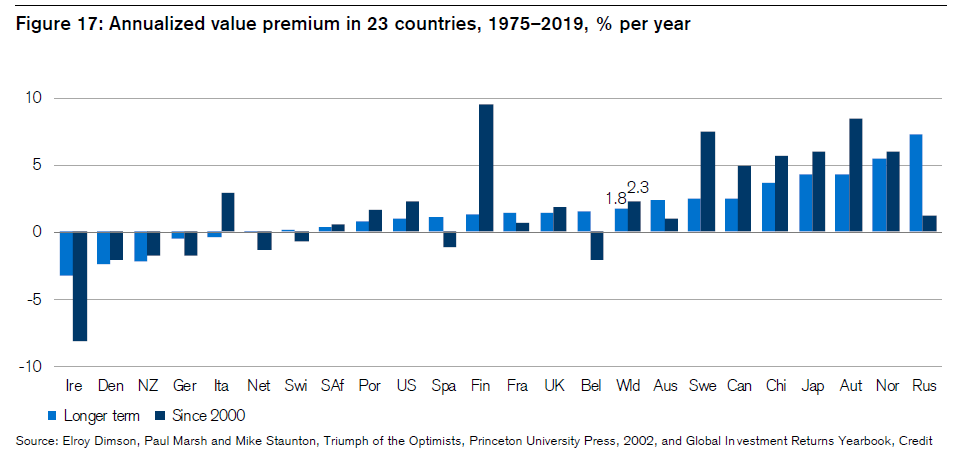 Figure 17: Annualized value premium in 23 countries, 1975–2019, % per year
10
5
0
-5
-10
1.8
2.3
Ire Den NZ Ger Ita Net Swi SAf Por US Spa Fin Fra UK Bel Wld Aus Swe Can Chi Jap Aut Nor Rus
Longer term Since 2000
Source: Elroy Dimson, Paul Marsh and Mike Staunton, Triumph of the Optimists, Princeton University Press, 2002, and Global Investment Returns Yearbook, Credit